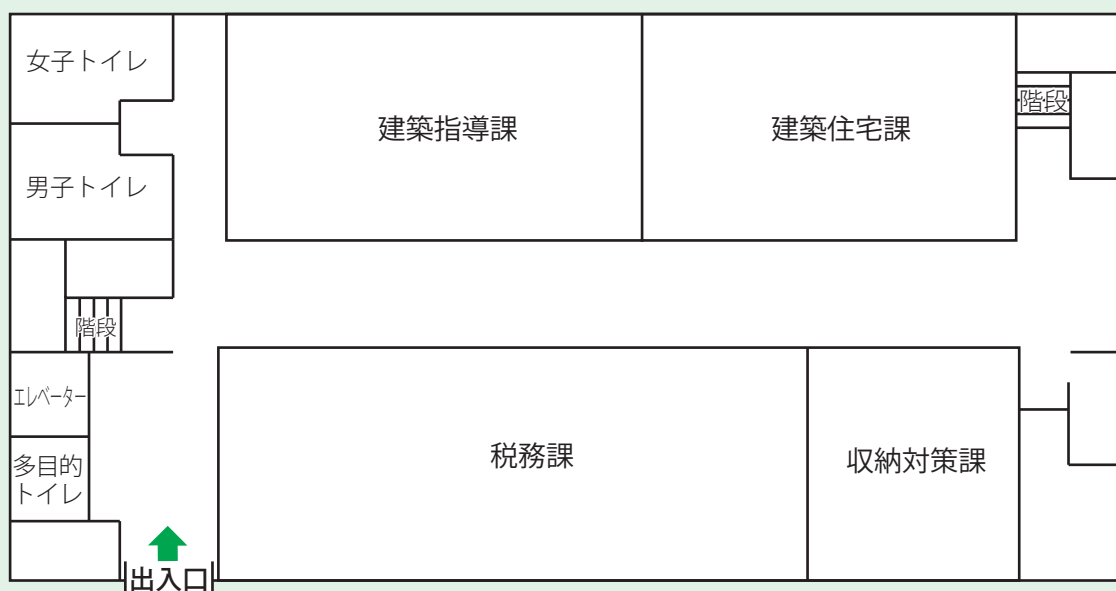 女子トイレ
建築指導課
建築住宅課
階段
男子トイレ
階段
エレベーター
多目的
トイレ
税務課
収納対策課
出入口